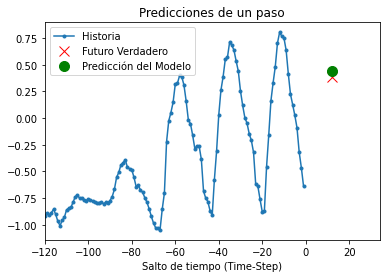 Predicciones de un paso
Historia
Futuro Verdadero
Predicción del Modelo
0.75
0.50
0.25
0.00
−0.25
−0.50
−0.75
−1.00
−120 −100 −80 −60 −40 −20 0 20
Salto de tiempo (Time-Step)